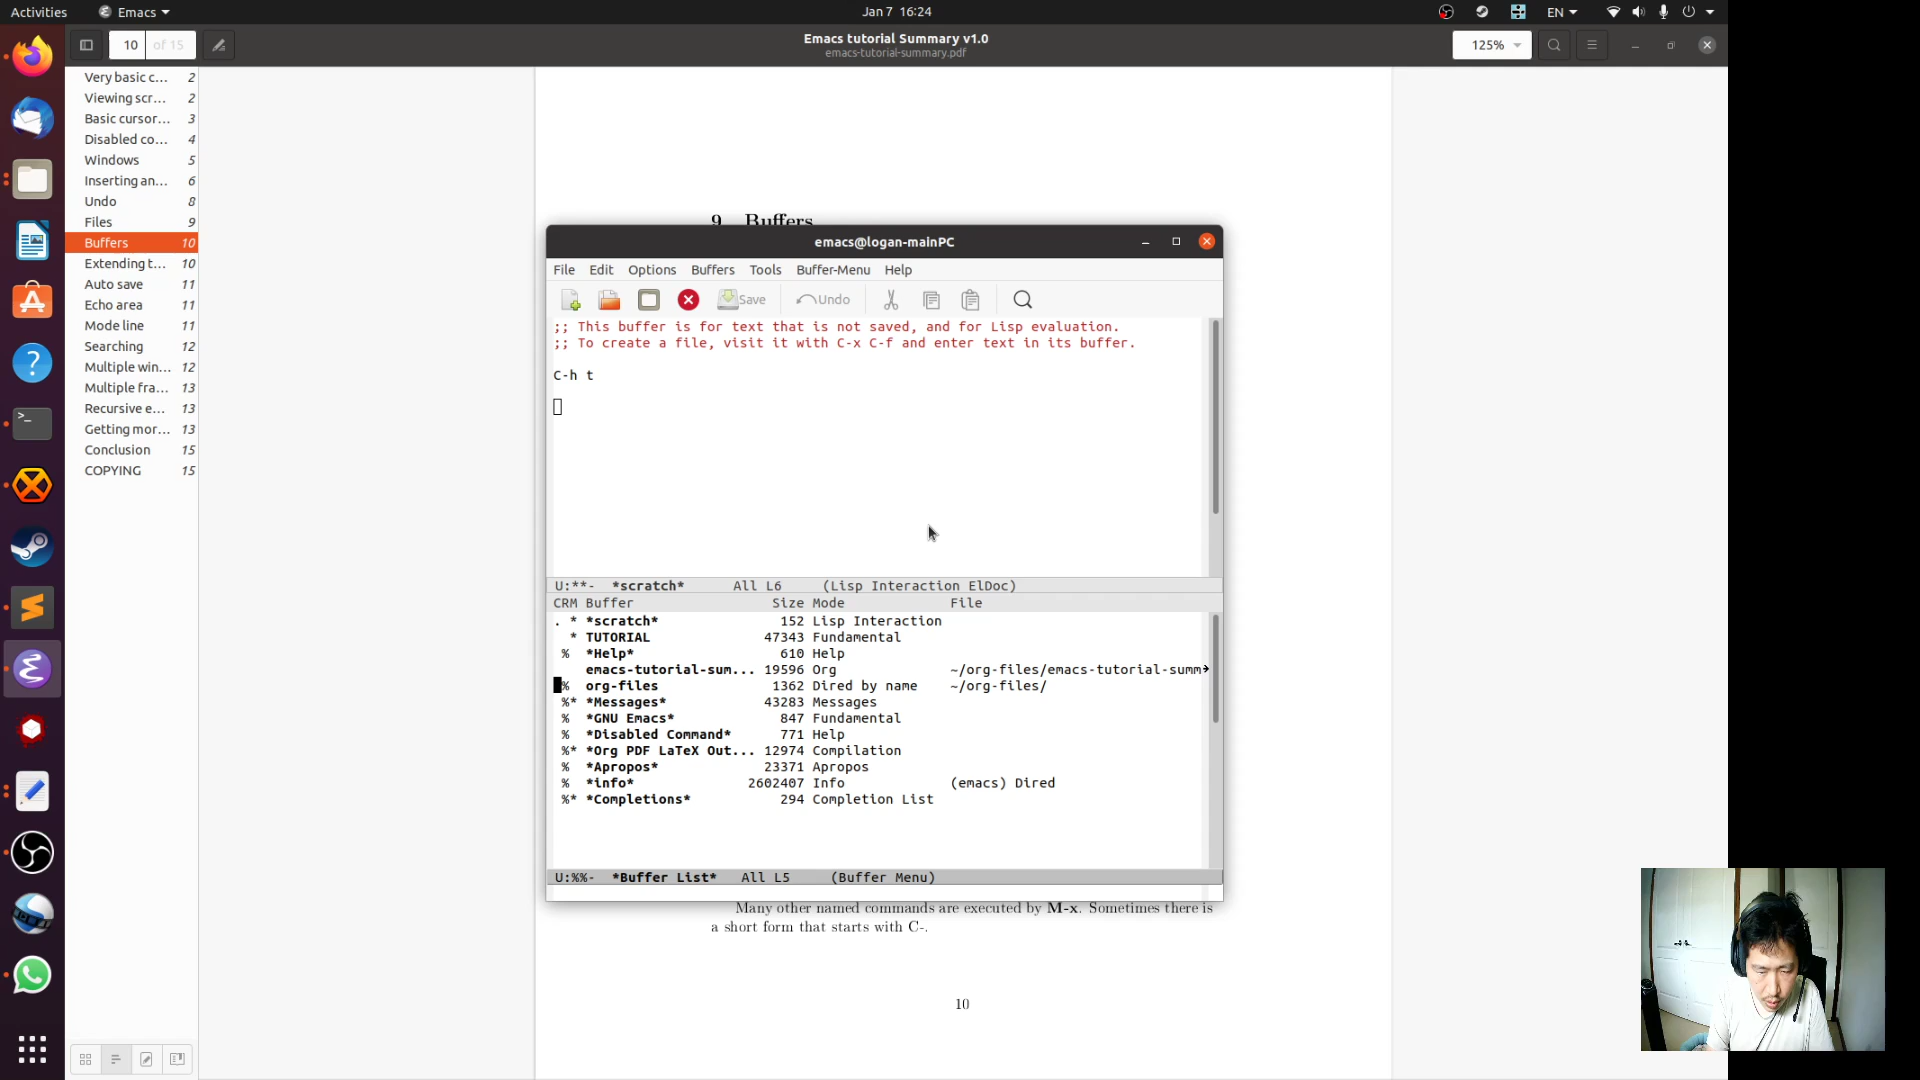 Activities
Emacs
Jan 7 16:24
EN
10 of 15
Emacs tutorial Summary v1.0
emacs-tutorial-summary.pdf
125%
Very basic c... 2
Viewing scr... 2
Basic cursor... 3
Disabled co... 4
Windows 5
Inserting an... 6
Undo 8
Files 9
Buffers 10
Extending t... 10
Auto save 11
Echo area 11
Mode line 11
Searching 12
Multiple win... 12
Multiple fra... 13
Recursive e... 13
Getting mor... 13
Conclusion 15
COPYING 15
9 Buffers
emacs@logan-mainPC
File Edit Options Buffers Tools Buffer-Menu Help
Save Undo
;; This buffer is for text that is not saved, and for Lisp evaluation.
;; To create a file, visit it with C-x C-f and enter text in its buffer.
C-h t
U:**- *scratch* All L6 (Lisp Interaction ElDoc)
CRM Buffer Size Mode File
. * *scratch* 152 Lisp Interaction
* TUTORIAL 47343 Fundamental
% *Help* 610 Help
emacs-tutorial-sum... 19596 Org ~/org-files/emacs-tutorial-summ
% org-files 1362 Dired by name ~/org-files/
%* *Messages* 43283 Messages
% *GNU Emacs* 847 Fundamental
% *Disabled Command* 771 Help
%* *Org PDF LaTeX Out... 12974 Compilation
% *Apropos* 23371 Apropos
% *info* 2602407 Info (emacs) Dired
%* *Completions* 294 Completion List
U:%%- *Buffer List* All L5 (Buffer Menu)
Many other named commands are executed by M-x. Sometimes there is
a short form that starts with C-.
10